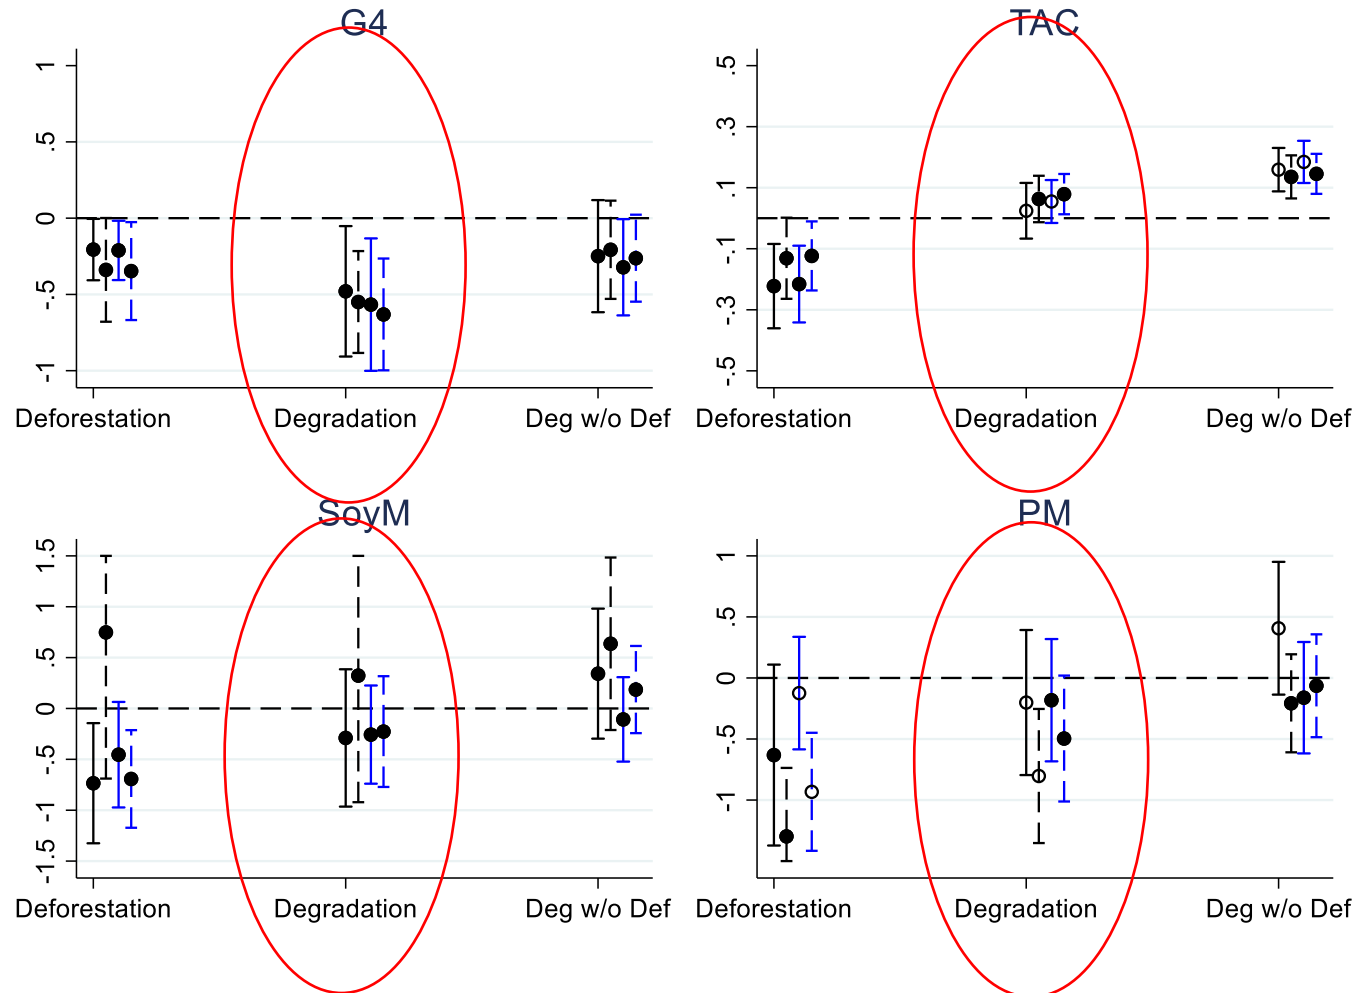 G4
1
.5
0
-.5
-1
Deforestation
Degradation
Deg w/o Def
TAC
.5
.3
.1
-.1
-.3
-.5
Deforestation
Degradation
Deg w/o Def
SoyM
1.5
1
.5
0
-.5
-1
-1.5
Deforestation
Degradation
Deg w/o Def
PM
1
.5
0
-.5
-1
Deforestation
Degradation
Deg w/o Def